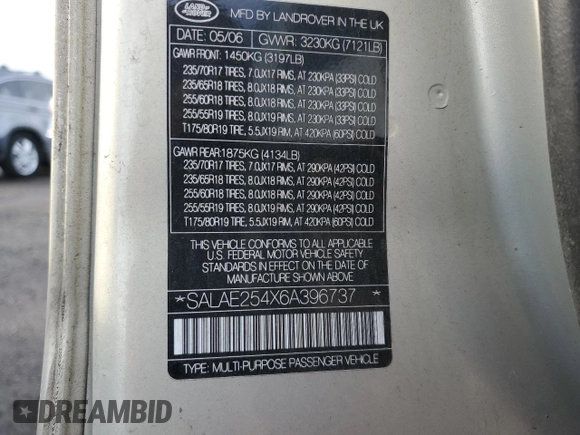 LAND ROVER
MFD BY LANDROVER IN THE UK
DATE: 05/06 GVWR: 3230KG (7121LB)
GAWR FRONT: 1450KG (3197LB)
235/70R17 TIRES, 7.0JX17 RIMS, AT 230KPA (33PSI) COLD
235/65R18 TIRES, 8.0JX18 RIMS, AT 230KPA (33PSI) COLD
255/60R18 TIRES, 8.0JX18 RIMS, AT 230KPA (33PSI) COLD
255/55R19 TIRES, 8.0JX19 RIMS, AT 230KPA (33PSI) COLD
T175/80R19 TIRE, 5.5JX19 RIM, AT 420KPA (60PSI) COLD
GAWR REAR: 1875KG (4134LB)
235/70R17 TIRES, 7.0JX17 RIMS, AT 290KPA (42PSI) COLD
235/65R18 TIRES, 8.0JX18 RIMS, AT 290KPA (42PSI) COLD
255/60R18 TIRES, 8.0JX18 RIMS, AT 290KPA (42PSI) COLD
255/55R19 TIRES, 8.0JX19 RIMS, AT 290KPA (42PSI) COLD
T175/80R19 TIRE, 5.5JX19 RIM, AT 420KPA (60PSI) COLD
THIS VEHICLE CONFORMS TO ALL APPLICABLE
U.S. FEDERAL MOTOR VEHICLE SAFETY
STANDARDS IN EFFECT ON THE DATE OF
MANUFACTURE SHOWN ABOVE
*SALAE254X6A396737*
TYPE: MULTI-PURPOSE PASSENGER VEHICLE
DREAMBID